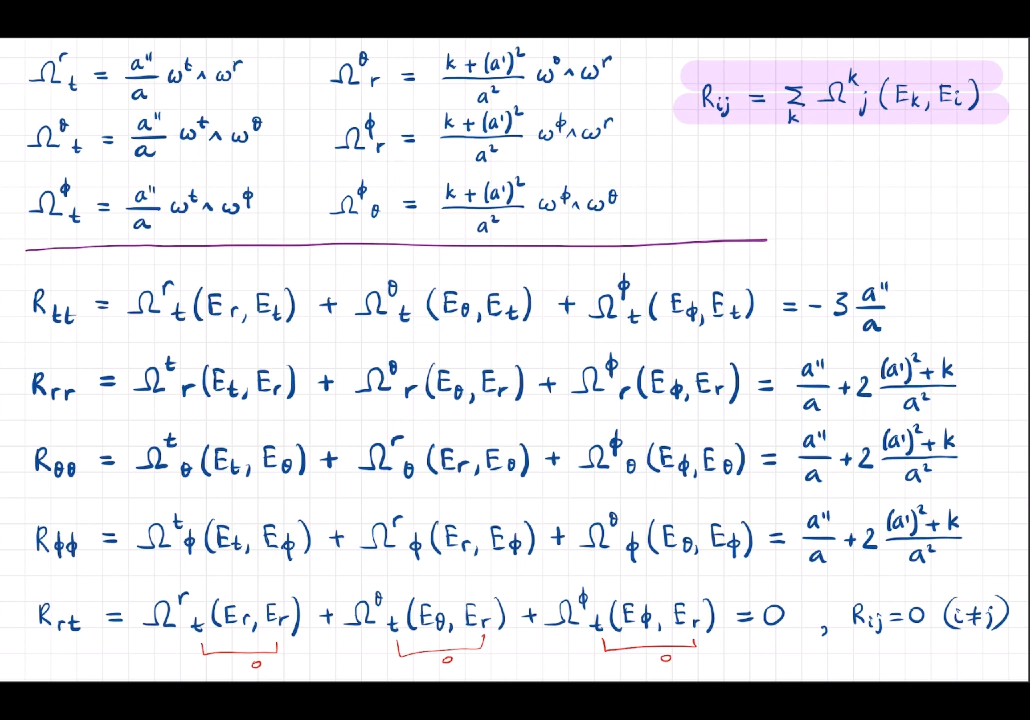 Ω^r_t = a''/a ω^t ∧ ω^r    Ω^θ_r = (k + (a')²)/a² ω^θ ∧ ω^r    R_ij = Σ_k Ω^k_j (E_k, E_i)
Ω^θ_t = a''/a ω^t ∧ ω^θ    Ω^ϕ_r = (k + (a')²)/a² ω^ϕ ∧ ω^r
Ω^ϕ_t = a''/a ω^t ∧ ω^ϕ    Ω^ϕ_θ = (k + (a')²)/a² ω^ϕ ∧ ω^θ
R_tt = Ω^r_t (E_r, E_t) + Ω^θ_t (E_θ, E_t) + Ω^ϕ_t (E_ϕ, E_t) = - 3 a''/a
R_rr = Ω^t_r (E_t, E_r) + Ω^θ_r (E_θ, E_r) + Ω^ϕ_r (E_ϕ, E_r) = a''/a + 2 ((a')² + k)/a²
R_θθ = Ω^t_θ (E_t, E_θ) + Ω^r_θ (E_r, E_θ) + Ω^ϕ_θ (E_ϕ, E_θ) = a''/a + 2 ((a')² + k)/a²
R_ϕϕ = Ω^t_ϕ (E_t, E_ϕ) + Ω^r_ϕ (E_r, E_ϕ) + Ω^θ_ϕ (E_θ, E_ϕ) = a''/a + 2 ((a')² + k)/a²
R_rt = Ω^r_t (E_r, E_r) + Ω^θ_t (E_θ, E_r) + Ω^ϕ_t (E_ϕ, E_r) = 0 , R_ij = 0 (i ≠ j)
0 0 0